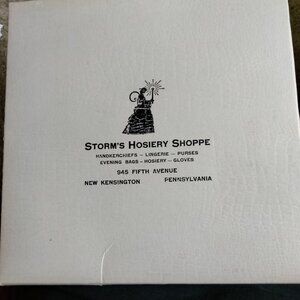 STORM'S HOSIERY SHOPPE
HANDKERCHIEFS – LINGERIE – PURSES
EVENING BAGS – HOSIERY – GLOVES
945 FIFTH AVENUE
NEW KENSINGTON PENNSYLVANIA